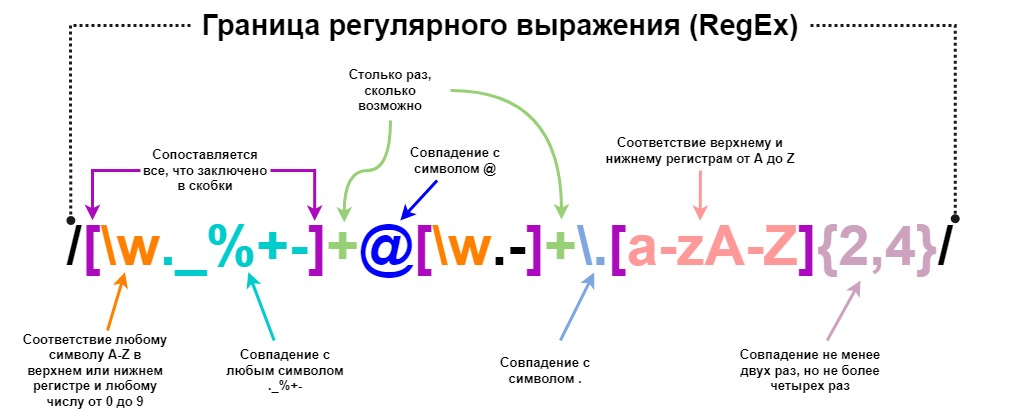 Граница регулярного выражения (RegEx)
Столько раз,
сколько
возможно
Сопоставляется
все, что заключено
в скобки
Совпадение с
символом @
Соответствие верхнему и
нижнему регистрам от A до Z
/[\w._%+-]+@[\w.-]+\.[a-zA-Z]{2,4}/
Соответствие любому
символу A-Z в
верхнем или нижнем
регистре и любому
числу от 0 до 9
Совпадение с
любым символом
._%+-
Совпадение с
символом .
Совпадение не менее
двух раз, но не более
четырех раз